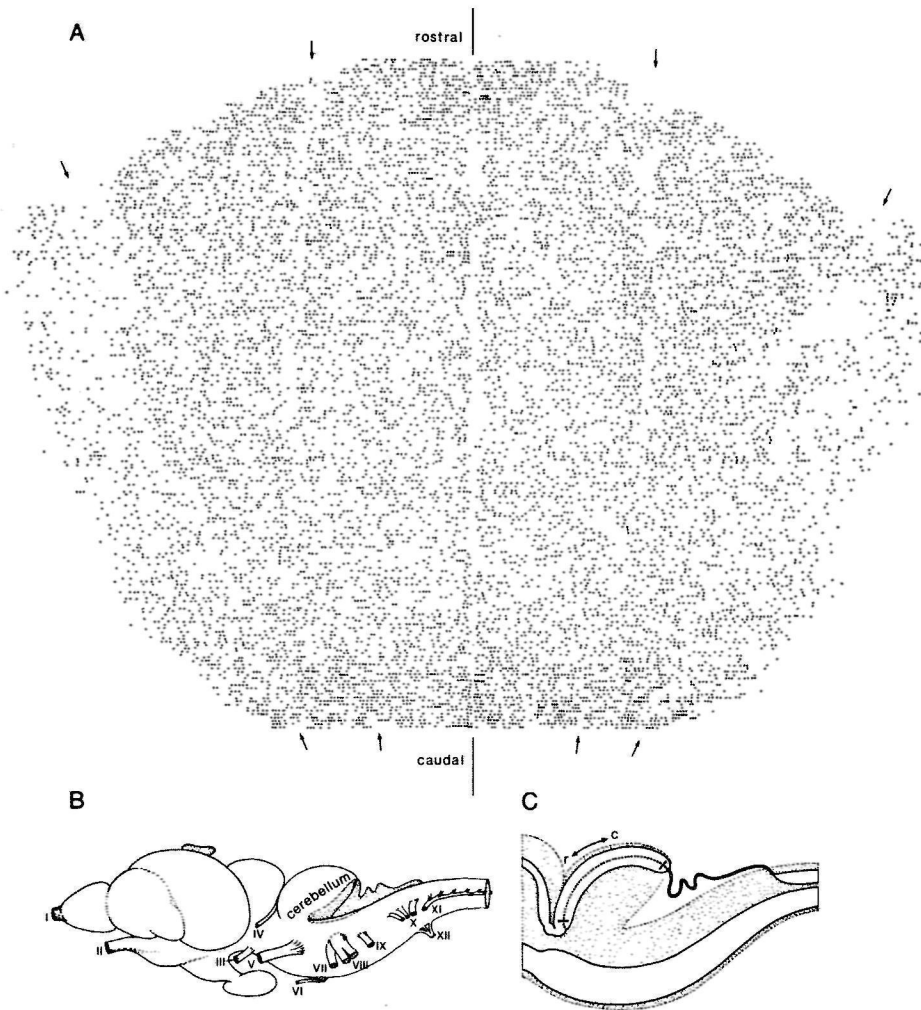 A
rostral
caudal
B
C
r
c
cerebellum
I
II
III
IV
V
VI
VII
VIII
IX
X
XI
XII